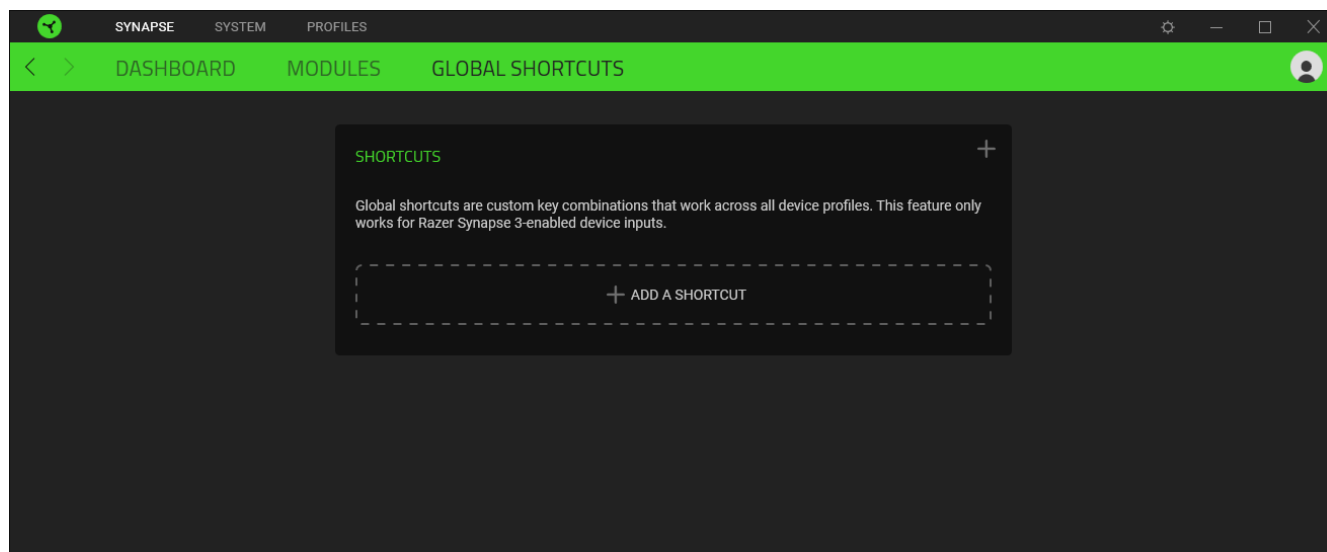 SYNAPSE SYSTEM PROFILES
DASHBOARD MODULES GLOBAL SHORTCUTS
SHORTCUTS
Global shortcuts are custom key combinations that work across all device profiles. This feature only
works for Razer Synapse 3-enabled device inputs.
ADD A SHORTCUT